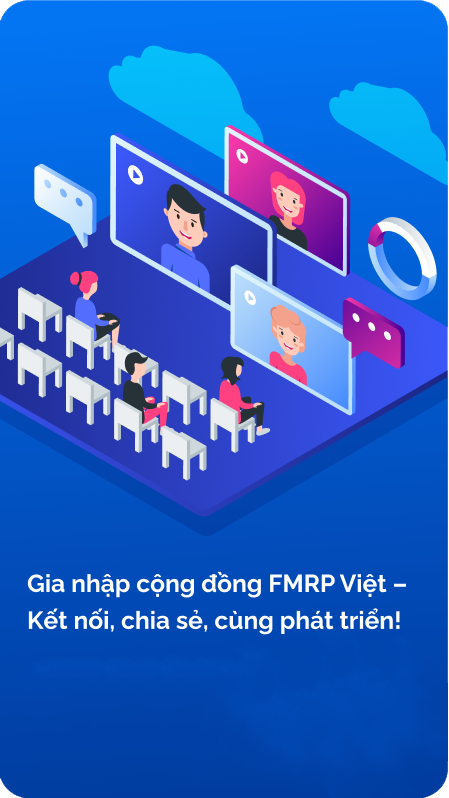 Gia nhập cộng đồng FMRP Việt –
Kết nối, chia sẻ, cùng phát triển!